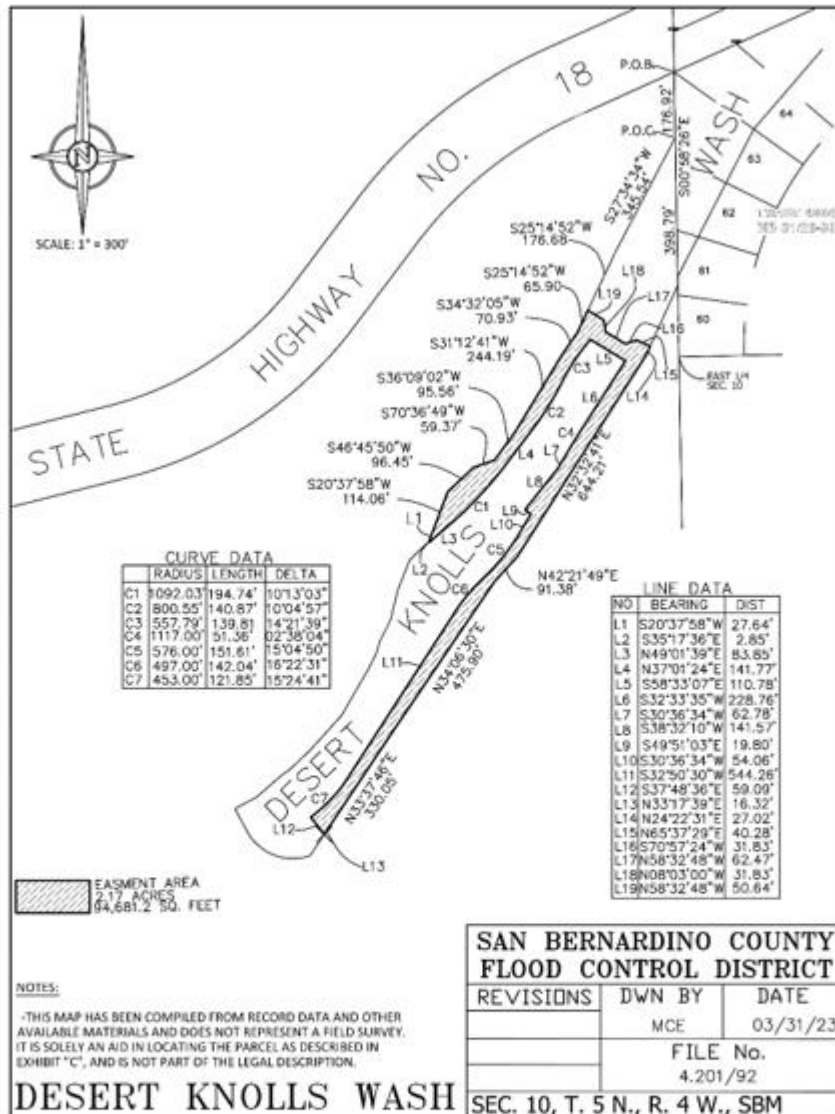 P.O.B.
18
176.92'
WASH
64
P.O.C.
63
NO.
S27°34'34"W
345.54'
S00°58'26"E
62
SCALE: 1" = 300'
S25°14'52"W
176.68
398.79'
S25°14'52"W
65.90
L18
L17
61
L19
S34°32'05"W
70.93'
L16
60
HIGHWAY
S31°12'41"W
244.19'
C3
L5
L15
EAST 1/4
SEC. 10
L14
S36°09'02"W
95.56'
L6
C2
S70°36'49"W
59.37'
C4
STATE
L4
L7
N32°32'41"E
644.21'
S46°45'50"W
96.45'
L8
S20°37'58"W
114.06'
C1
L9
L10
L1
L3
KNOLLS
C5
L2
C6
N42°21'49"E
91.38'
CURVE DATA
RADIUS LENGTH DELTA
C1 1092.03' 194.74' 10°13'03"
C2 800.55' 140.87' 10°04'57"
C3 557.79' 139.81 14°21'39"
C4 1117.00' 51.36' 02°38'04"
C5 576.00' 151.61' 15°04'50"
C6 497.00' 142.04' 16°22'31"
C7 453.00' 121.85' 15°24'41"
LINE DATA
NO BEARING DIST
L1 S20°37'58"W 27.64'
L2 S35°17'36"E 2.85'
L3 N49°01'39"E 83.85'
L4 N37°01'24"E 141.77'
L5 S58°33'07"E 110.78'
L6 S32°33'35"W 228.76'
L7 S30°36'34"W 62.78'
L8 S38°32'10"W 141.57'
L9 S49°51'03"E 19.80'
L10 S30°36'34"W 54.06'
L11 S32°50'30"W 544.26'
L12 S37°48'36"E 59.09'
L13 N33°17'39"E 16.32'
L14 N24°22'31"E 27.02'
L15 N65°37'29"E 40.28'
L16 S70°57'24"W 31.83'
L17 N58°32'48"W 62.47'
L18 N08°03'00"W 31.83'
L19 N58°32'48"W 50.64'
L11
N34°06'30"E
475.90'
DESERT
C7
N33°37'46"E
330.05'
L12
L13
EASMENT AREA
2.17 ACRES
94,681.2 SQ. FEET
SAN BERNARDINO COUNTY
FLOOD CONTROL DISTRICT
REVISIONS DWN BY DATE
MCE 03/31/23
FILE No.
4.201/92
SEC. 10, T. 5 N., R. 4 W., SBM
NOTES:
-THIS MAP HAS BEEN COMPILED FROM RECORD DATA AND OTHER
AVAILABLE MATERIALS AND DOES NOT REPRESENT A FIELD SURVEY.
IT IS SOLELY AN AID IN LOCATING THE PARCEL AS DESCRIBED IN
EXHIBIT "C", AND IS NOT PART OF THE LEGAL DESCRIPTION.
DESERT KNOLLS WASH